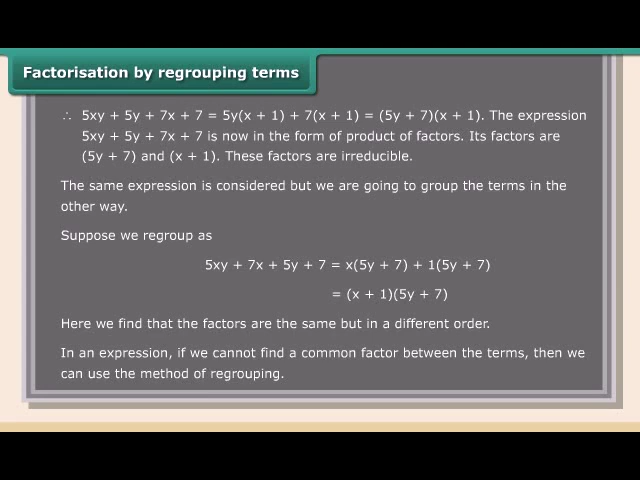 Factorisation by regrouping terms
∴ 5xy + 5y + 7x + 7 = 5y(x + 1) + 7(x + 1) = (5y + 7)(x + 1). The expression
5xy + 5y + 7x + 7 is now in the form of product of factors. Its factors are
(5y + 7) and (x + 1). These factors are irreducible.
The same expression is considered but we are going to group the terms in the
other way.
Suppose we regroup as
5xy + 7x + 5y + 7 = x(5y + 7) + 1(5y + 7)
= (x + 1)(5y + 7)
Here we find that the factors are the same but in a different order.
In an expression, if we cannot find a common factor between the terms, then we
can use the method of regrouping.